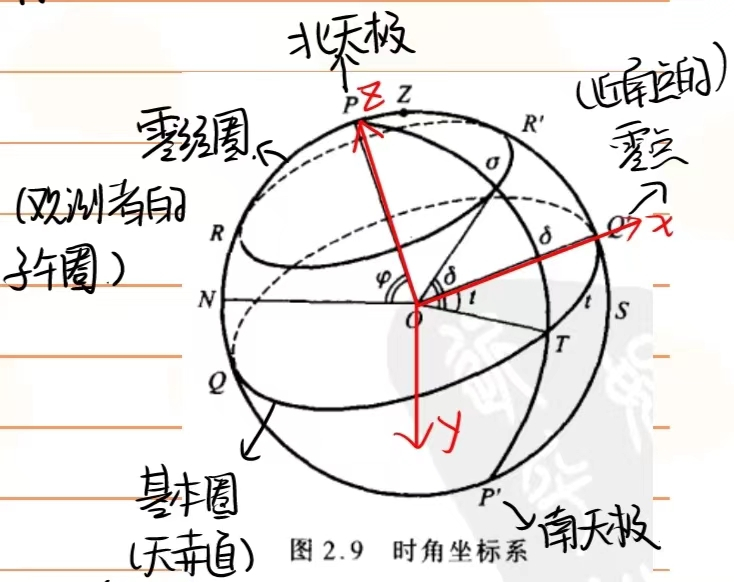 北天极
P Z Z
(近南点的)
零点
零经圈
(观测者的
子午圈)
R'
σ
R
δ
Q' x
φ
δ
t
t
N
O
S
T
Q
y
P'
基本圈
(天赤道)
南天极
图 2.9 时角坐标系